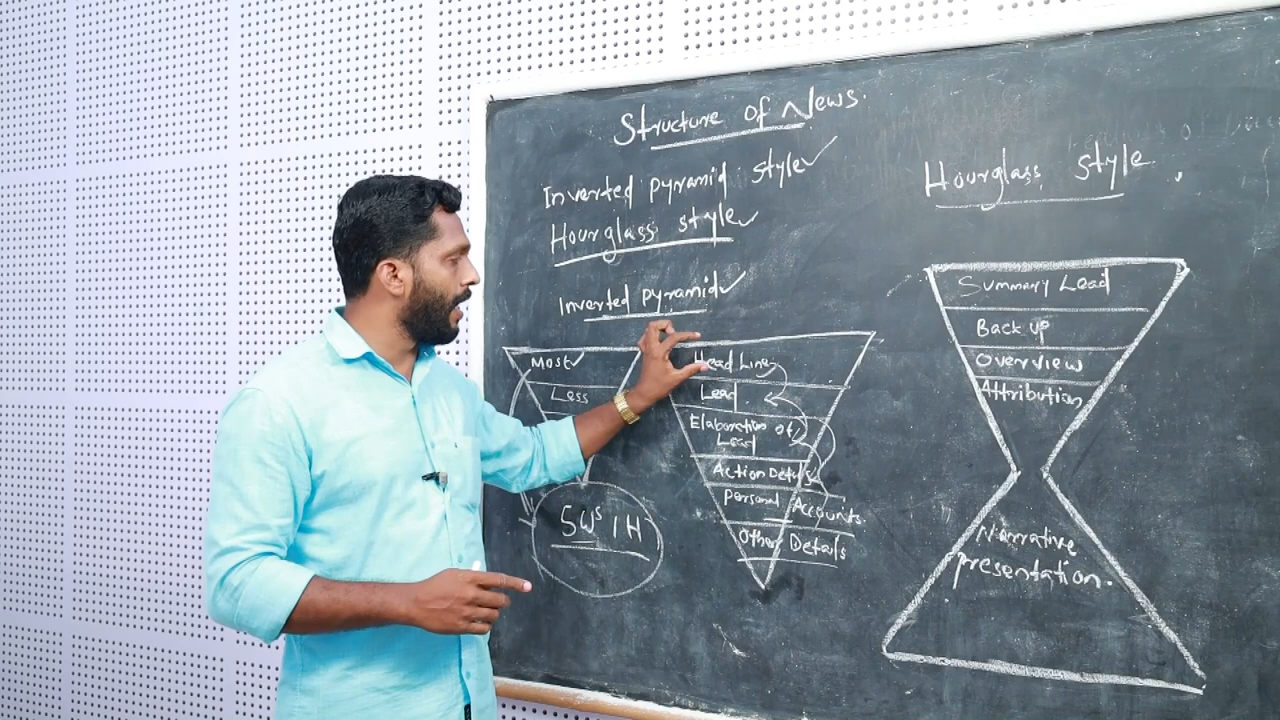 Structure of News.
Inverted pyramid style
Hourglass style
Inverted pyramid
Most
Less
5Ws 1H
Head Line
Lead
Elaboration of
Lead
Action Details
Personal Accounts
Other Details
Hourglass style
Summary Lead
Back up
Overview
Attribution
Narrative
presentation.